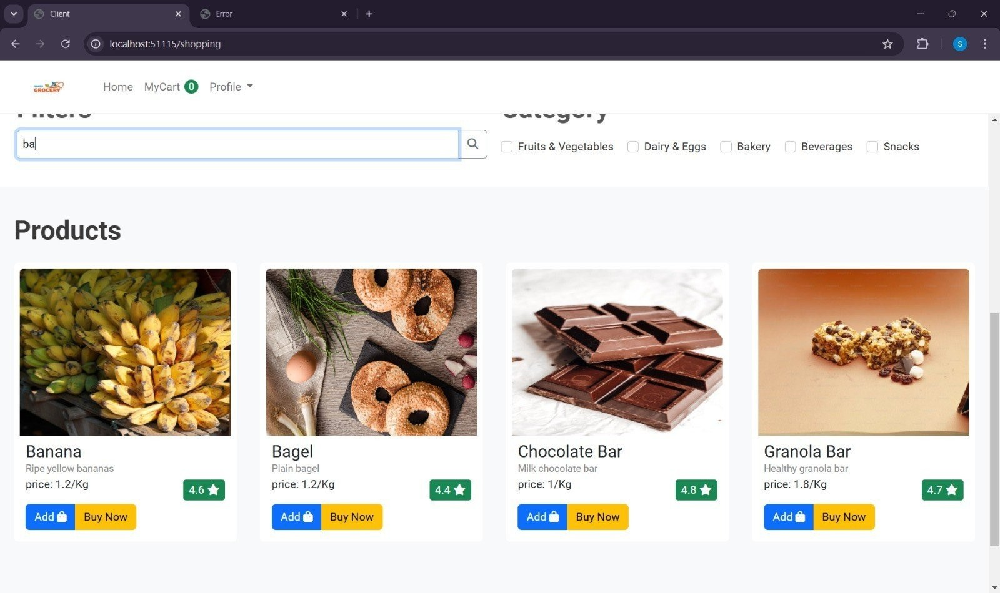 Client
Error
localhost:51115/shopping
S
SHOP
GROCERY
Home MyCart 0 Profile
Filters
Category
ba
Fruits & Vegetables Dairy & Eggs Bakery Beverages Snacks
Products
Banana
Ripe yellow bananas
price: 1.2/Kg
4.6
Add Buy Now
Bagel
Plain bagel
price: 1.2/Kg
4.4
Add Buy Now
Chocolate Bar
Milk chocolate bar
price: 1/Kg
4.8
Add Buy Now
Granola Bar
Healthy granola bar
price: 1.8/Kg
4.7
Add Buy Now